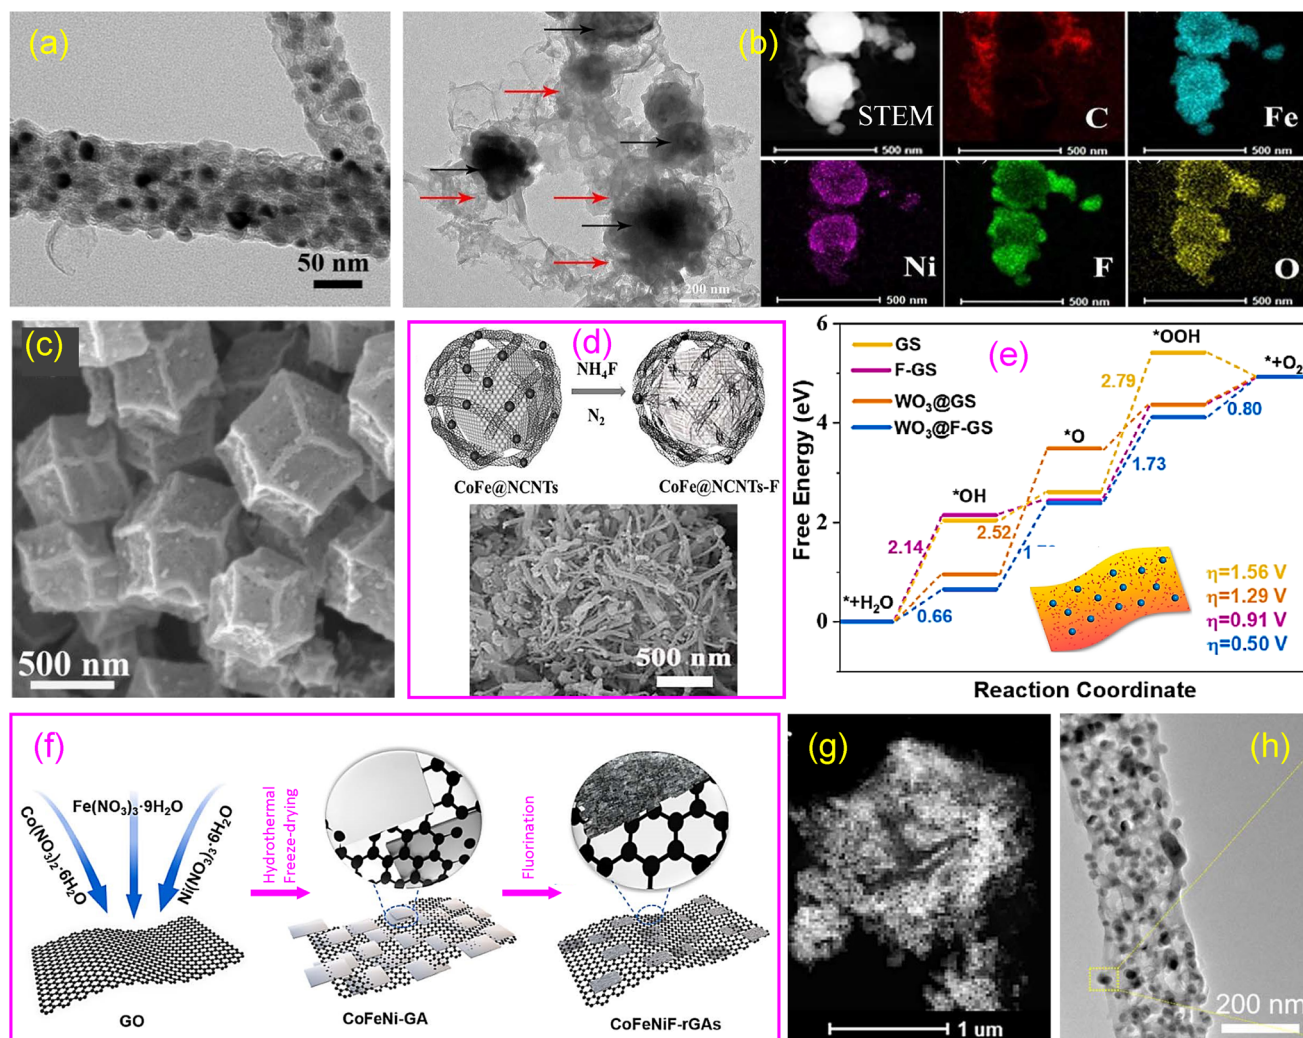 (a)
50 nm
200 nm
(b)
STEM
500 nm
C
500 nm
Fe
500 nm
Ni
500 nm
F
500 nm
O
500 nm
(c)
500 nm
(d)
NH₄F
N₂
CoFe@NCNTs
CoFe@NCNTs-F
500 nm
(e)
Free Energy (eV)
6
4
2
0
GS
F-GS
WO₃@GS
WO₃@F-GS
*+H₂O
*OH
*O
*OOH
*+O₂
2.14
0.66
2.52
2.79
1.73
0.80
η=1.56 V
η=1.29 V
η=0.91 V
η=0.50 V
Reaction Coordinate
(f)
Co(NO₃)₂·6H₂O
Fe(NO₃)₃·9H₂O
Ni(NO₃)₃·6H₂O
GO
Hydrothermal
Freeze-drying
CoFeNi-GA
Fluorination
CoFeNiF-rGAs
(g)
1 um
(h)
200 nm